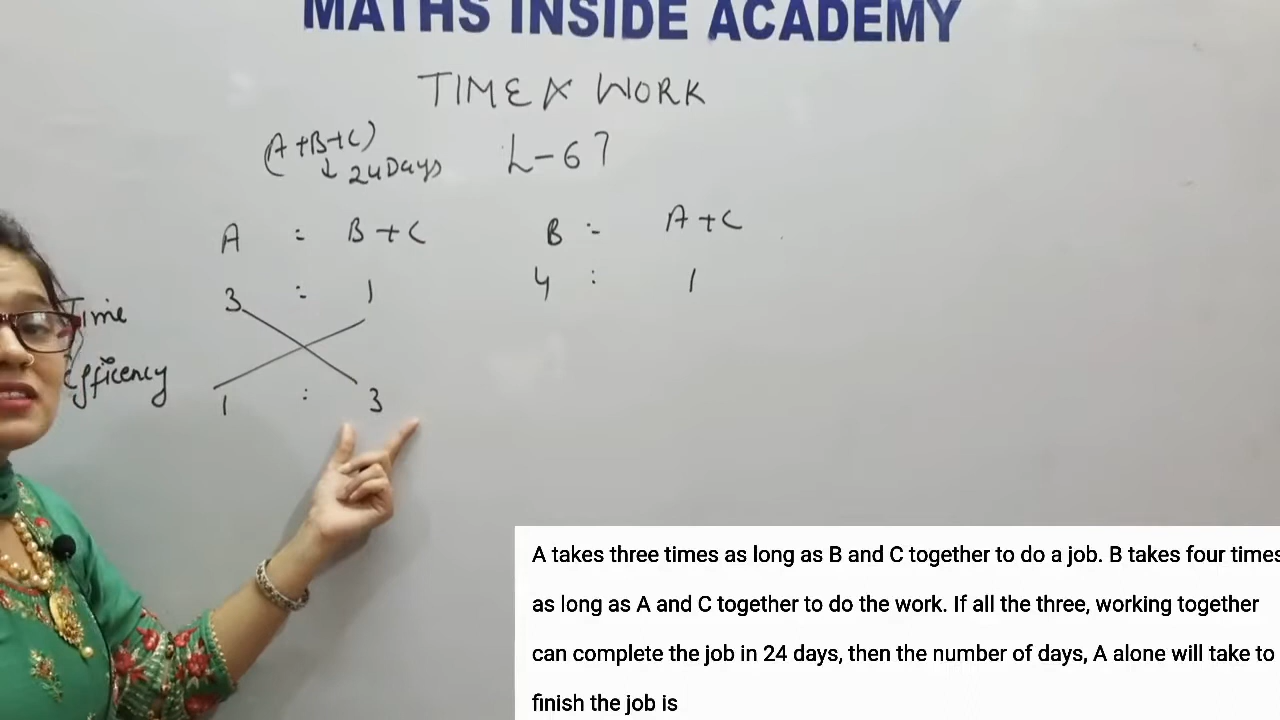 MATHS INSIDE ACADEMY
TIME & WORK
(A+B+C)
↓ 24 Days
L-67
A : B+C
B : A+C
Time 3 : 1
4 : 1
Efficency 1 : 3
A takes three times as long as B and C together to do a job. B takes four times
as long as A and C together to do the work. If all the three, working together
can complete the job in 24 days, then the number of days, A alone will take to
finish the job is